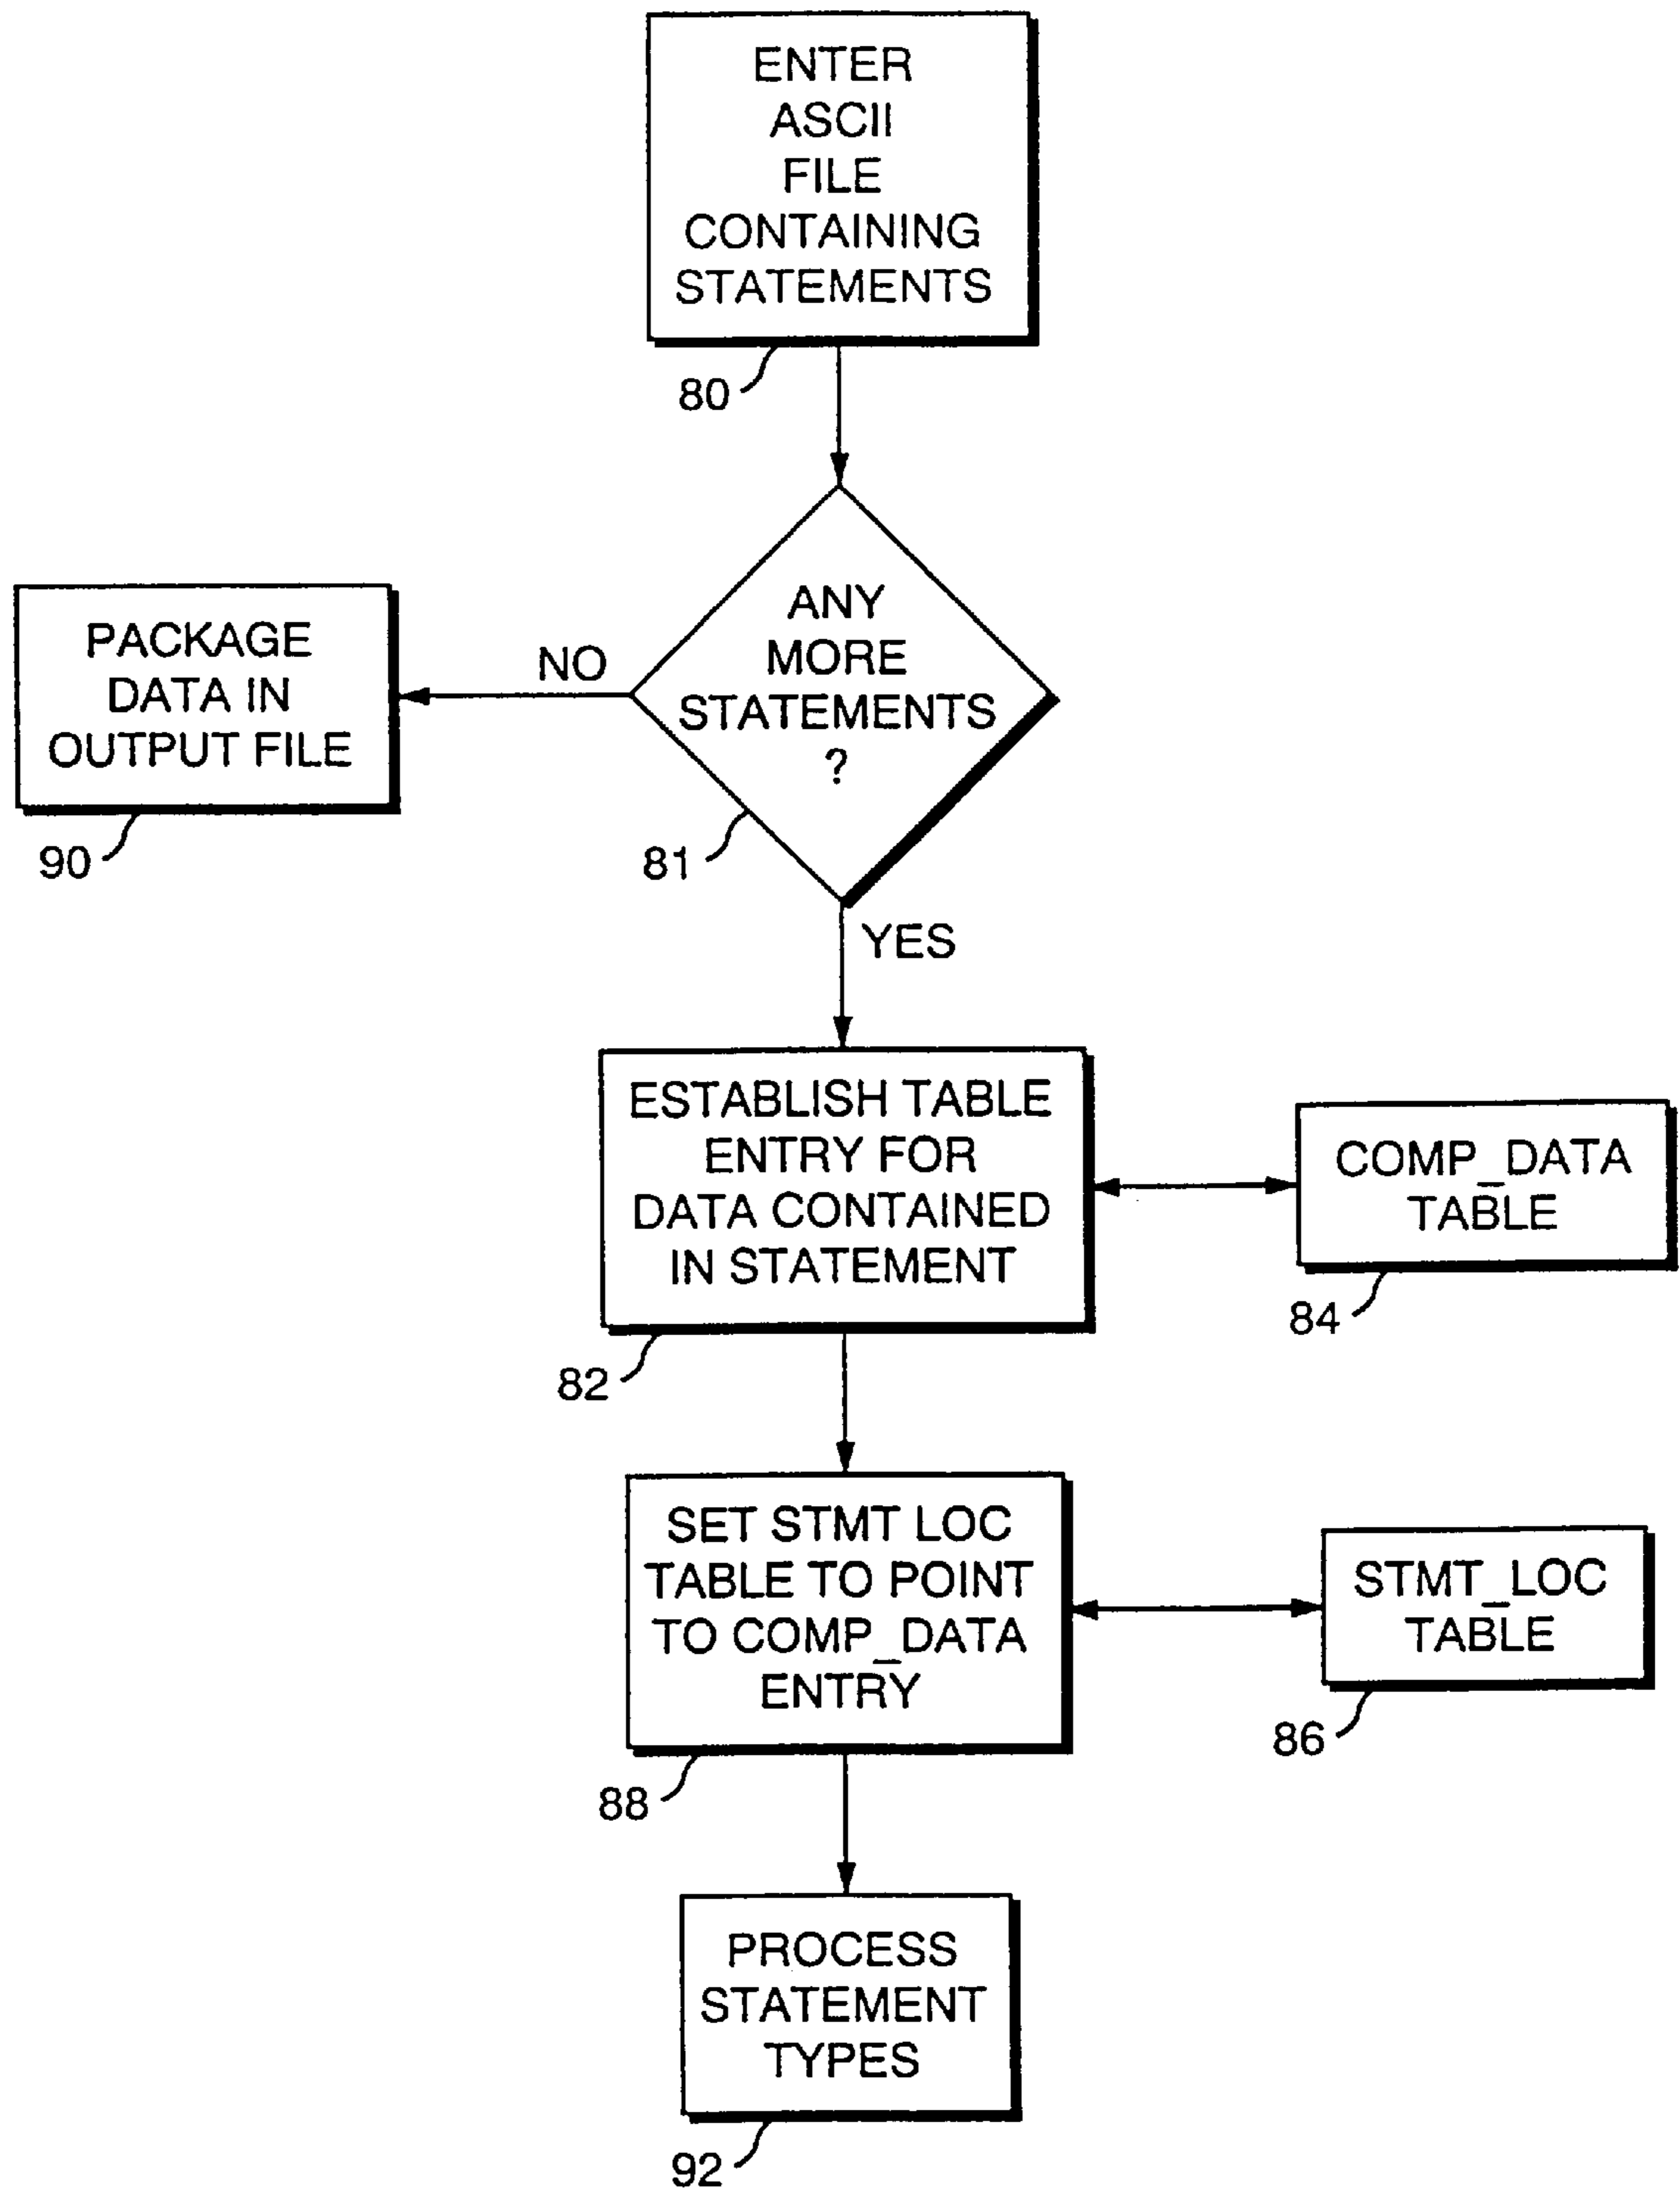 ENTER
ASCII
FILE
CONTAINING
STATEMENTS
80
ANY
MORE
STATEMENTS
?
81
NO
PACKAGE
DATA IN
OUTPUT FILE
90
YES
ESTABLISH TABLE
ENTRY FOR
DATA CONTAINED
IN STATEMENT
82
COMP_DATA
TABLE
84
SET STMT LOC
TABLE TO POINT
TO COMP_DATA
ENTRY
88
STMT_LOC
TABLE
86
PROCESS
STATEMENT
TYPES
92